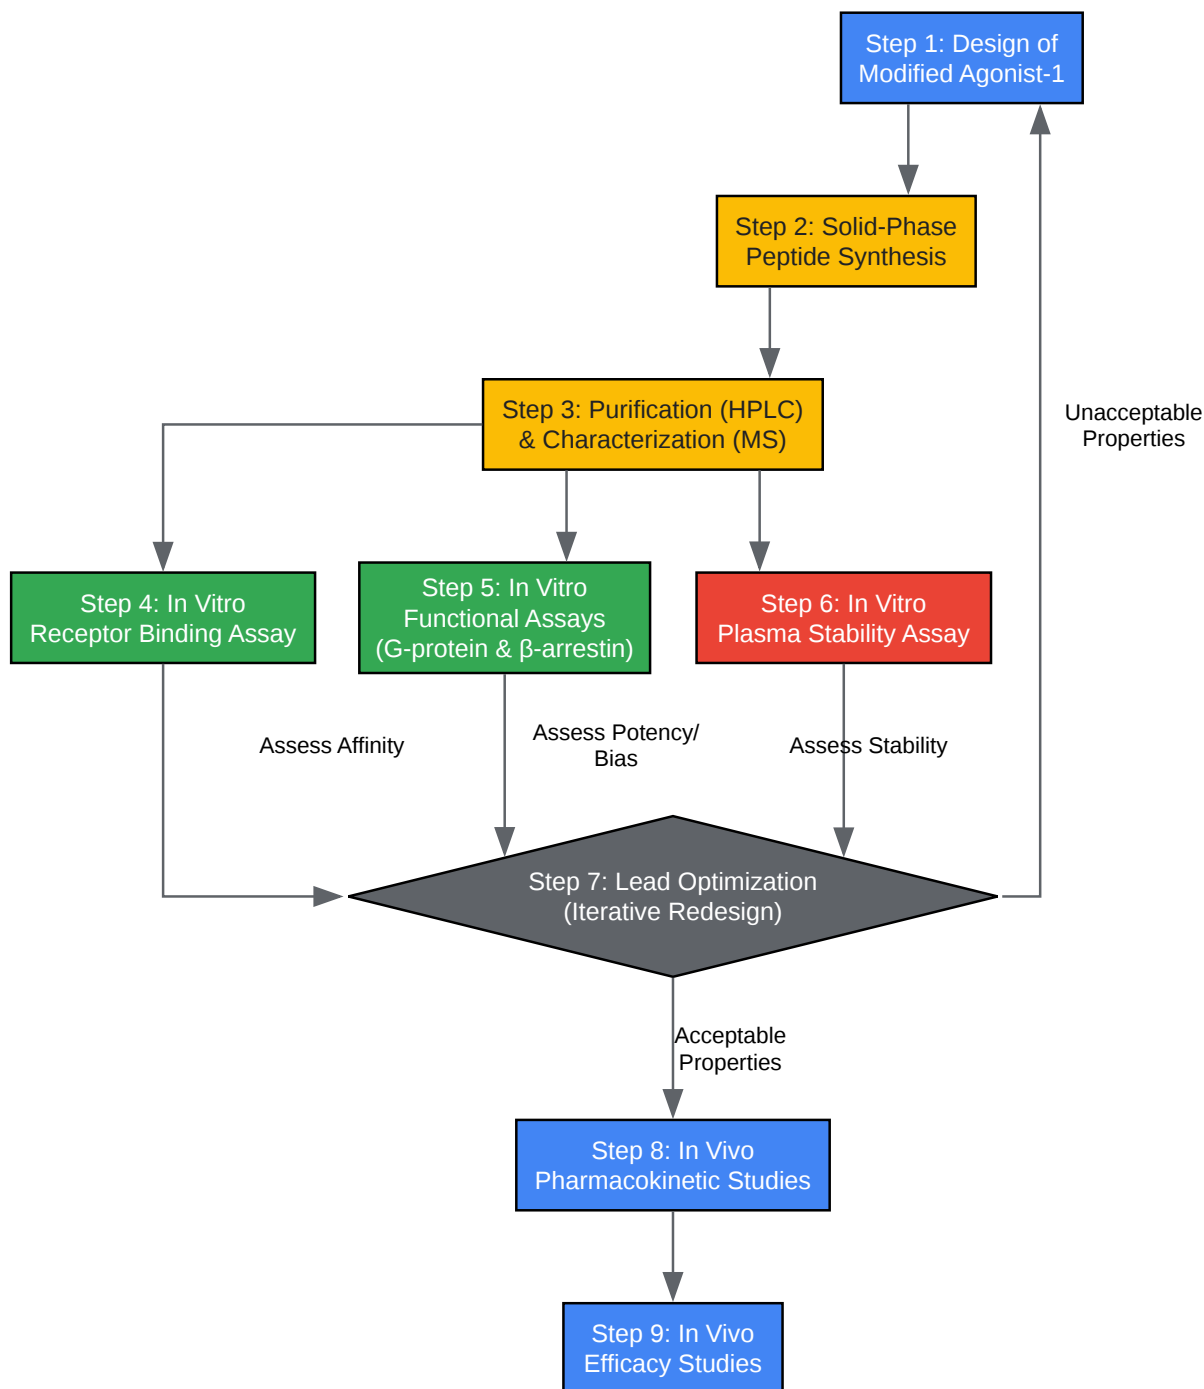 Step 1: Design of
Modified Agonist-1
Step 2: Solid-Phase
Peptide Synthesis
Step 3: Purification (HPLC)
& Characterization (MS)
Unacceptable
Properties
Step 4: In Vitro
Receptor Binding Assay
Step 5: In Vitro
Functional Assays
(G-protein & β-arrestin)
Step 6: In Vitro
Plasma Stability Assay
Assess Affinity
Assess Potency/
Bias
Assess Stability
Step 7: Lead Optimization
(Iterative Redesign)
Acceptable
Properties
Step 8: In Vivo
Pharmacokinetic Studies
Step 9: In Vivo
Efficacy Studies